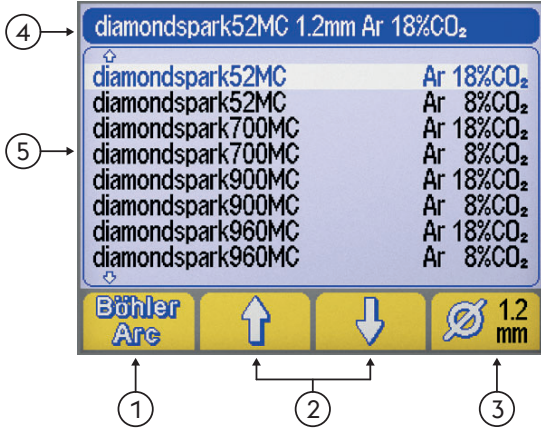 ④ diamondspark52MC 1.2mm Ar 18%CO₂
diamondspark52MC Ar 18%CO₂
diamondspark52MC Ar 8%CO₂
⑤ diamondspark700MC Ar 18%CO₂
diamondspark700MC Ar 8%CO₂
diamondspark900MC Ar 18%CO₂
diamondspark900MC Ar 8%CO₂
diamondspark960MC Ar 18%CO₂
diamondspark960MC Ar 8%CO₂
Böhler Arc
Ø 1.2 mm
① ② ③